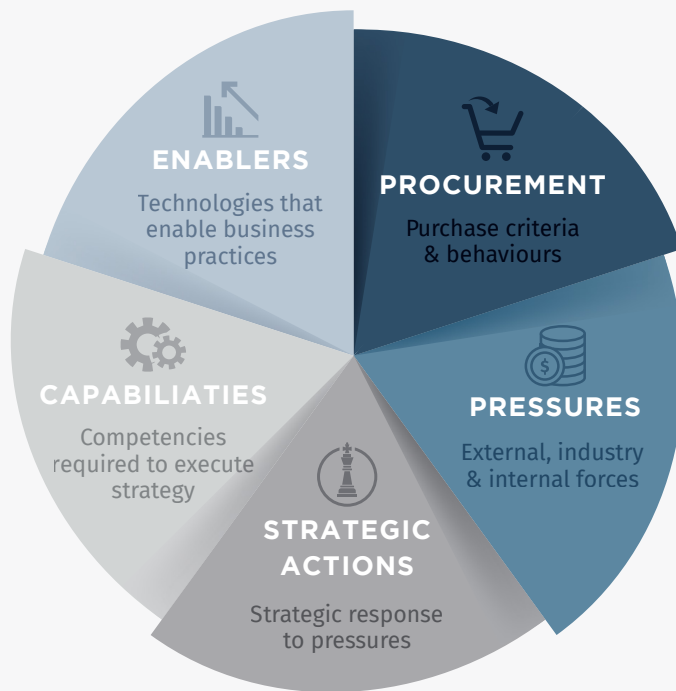 ENABLERS
Technologies that
enable business
practices
PROCUREMENT
Purchase criteria
& behaviours
PRESSURES
External, industry
& internal forces
STRATEGIC
ACTIONS
Strategic response
to pressures
CAPABILIATIES
Competencies
required to execute
strategy
$